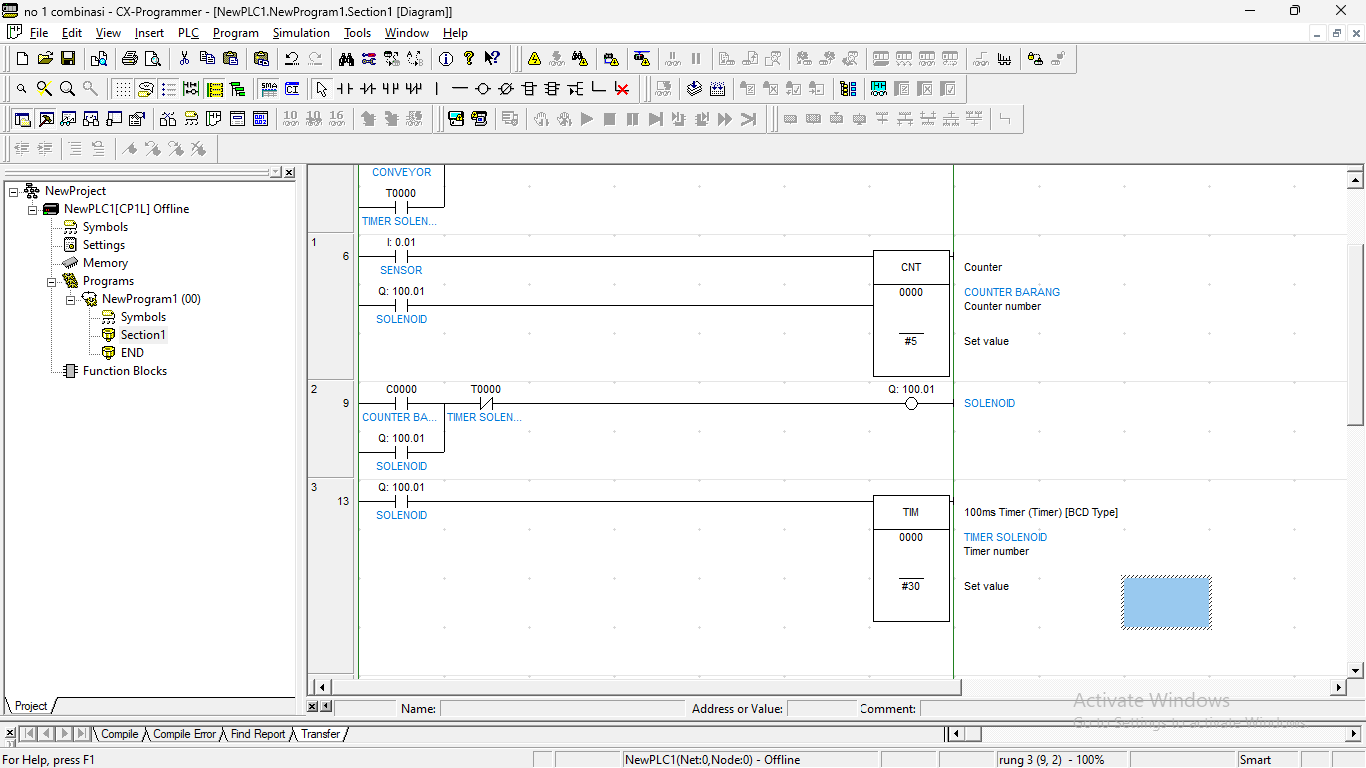 no 1 combinasi - CX-Programmer - [NewPLC1.NewProgram1.Section1 [Diagram]]
File Edit View Insert PLC Program Simulation Tools Window Help
SMA
10 10 16
NewProject
NewPLC1[CP1L] Offline
Symbols
Settings
Memory
Programs
NewProgram1 (00)
Symbols
Section1
END
Function Blocks
Project
CONVEYOR
T0000
TIMER SOLEN...
1
6
I: 0.01
SENSOR
Q: 100.01
SOLENOID
CNT
0000
#5
Counter
COUNTER BARANG
Counter number
Set value
2
9
C0000 T0000 Q: 100.01
COUNTER BA... TIMER SOLEN... SOLENOID
Q: 100.01
SOLENOID
3
13
Q: 100.01
SOLENOID
TIM
0000
#30
100ms Timer (Timer) [BCD Type]
TIMER SOLENOID
Timer number
Set value
Activate Windows
Go to Settings to activate Windows.
Name: Address or Value: Comment:
Compile Compile Error Find Report Transfer
For Help, press F1 NewPLC1(Net:0,Node:0) - Offline rung 3 (9, 2) - 100% Smart